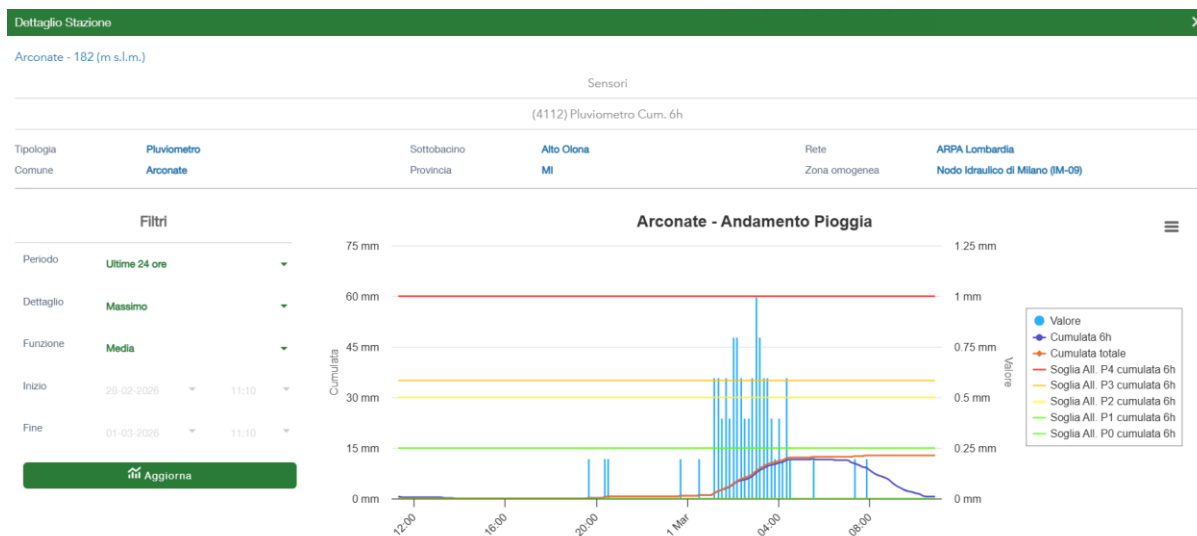 Dettaglio Stazione
Arconate - 182 (m s.l.m.)
Sensori
(4112) Pluviometro Cum. 6h
Tipologia Pluviometro Sottobacino Alto Olona Rete ARPA Lombardia
Comune Arconate Provincia MI Zona omogenea Nodo Idraulico di Milano (IM-09)
Filtri
Periodo Ultime 24 ore
Dettaglio Massimo
Funzione Media
Inizio 28-02-2026 11:10
Fine 01-03-2026 11:10
Aggiorna
Arconate - Andamento Pioggia
75 mm 1.25 mm
60 mm 1 mm
45 mm 0.75 mm
30 mm 0.5 mm
15 mm 0.25 mm
0 mm 0 mm
Cumulata
Valore
12:00 16:00 20:00 1 Mar 04:00 08:00
Valore
Cumulata 6h
Cumulata totale
Soglia All. P4 cumulata 6h
Soglia All. P3 cumulata 6h
Soglia All. P2 cumulata 6h
Soglia All. P1 cumulata 6h
Soglia All. P0 cumulata 6h